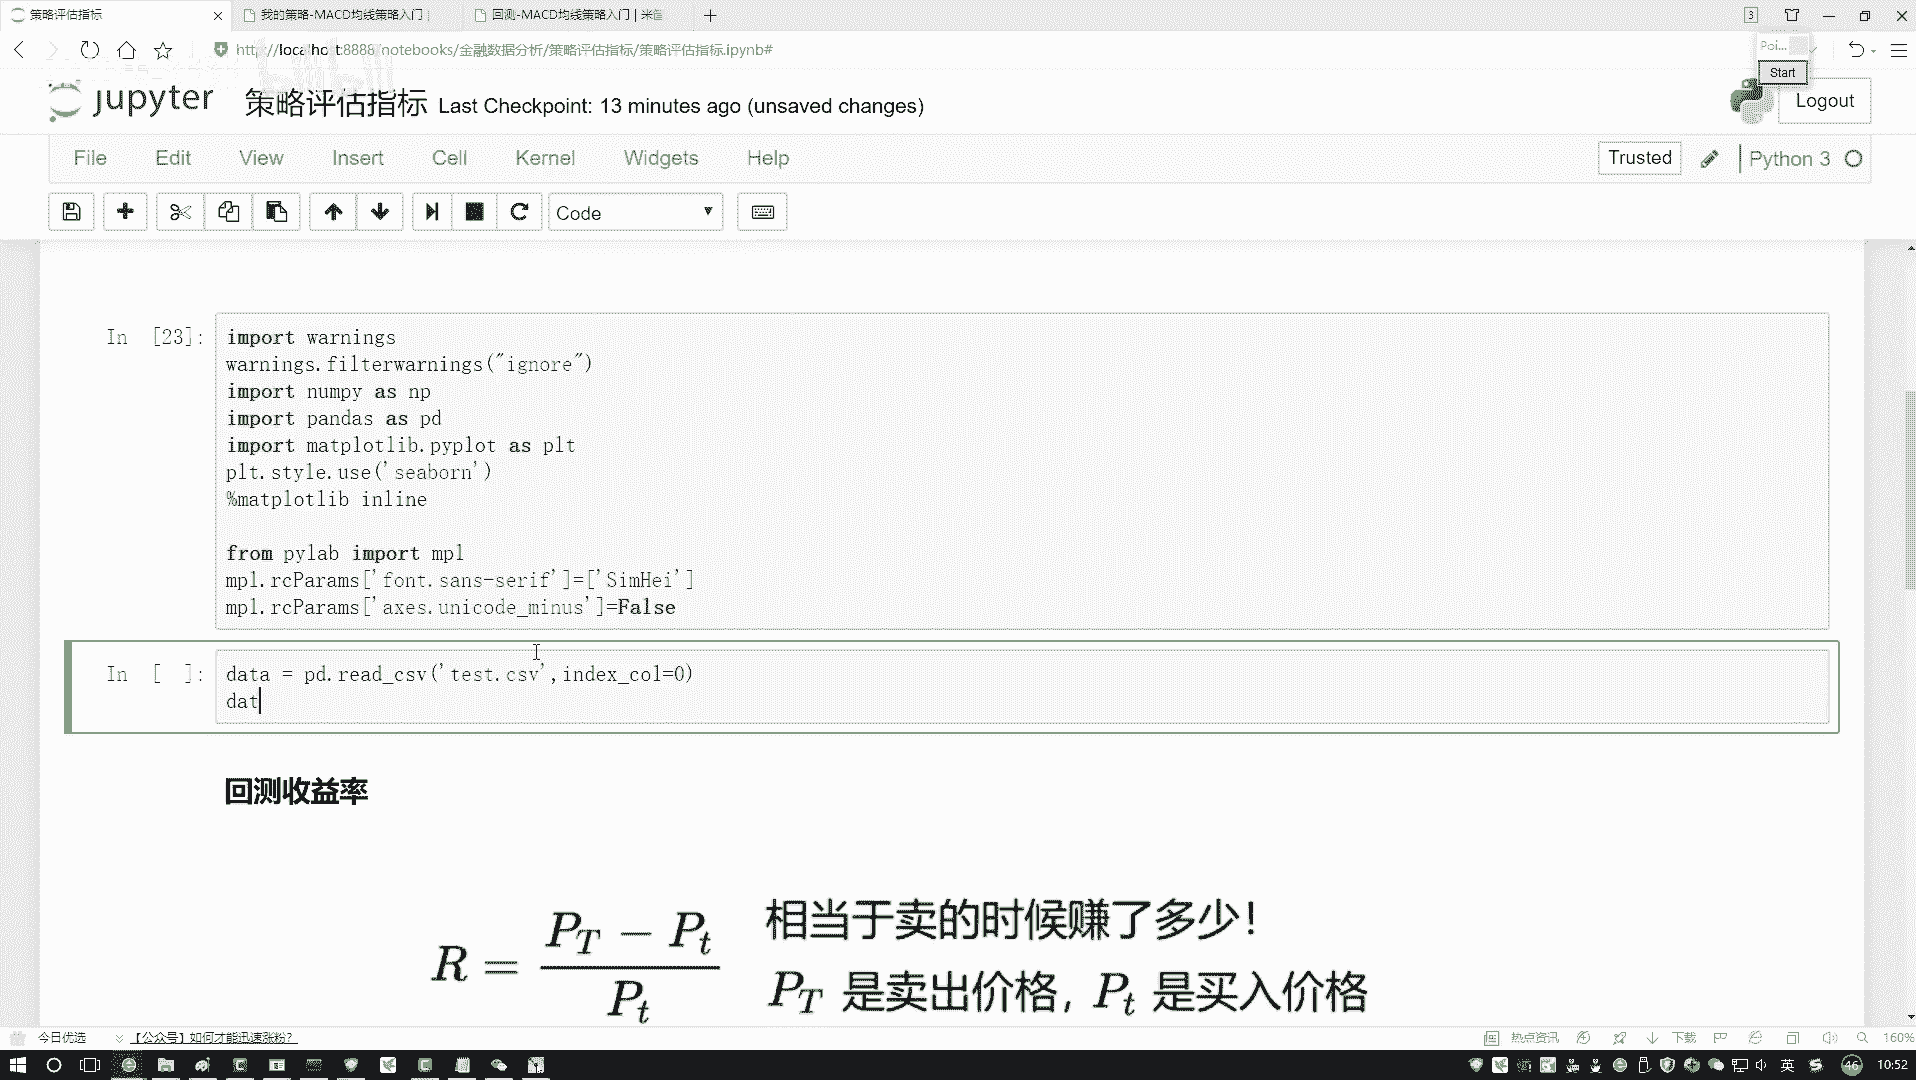 策略评估指标
我的策略-MACD均线策略入门
回测-MACD均线策略入门 | 米
3
http://localhost:8888/notebooks/金融数据分析/策略评估指标/策略评估指标.ipynb#
Poi...
Start
jupyter 策略评估指标 Last Checkpoint: 13 minutes ago (unsaved changes)
Logout
File Edit View Insert Cell Kernel Widgets Help
Trusted
Python 3
Code
In [23]:
import warnings
warnings.filterwarnings("ignore")
import numpy as np
import pandas as pd
import matplotlib.pyplot as plt
plt.style.use('seaborn')
%matplotlib inline
from pylab import mpl
mpl.rcParams['font.sans-serif']=['SimHei']
mpl.rcParams['axes.unicode_minus']=False
In [ ]:
data = pd.read_csv('test.csv',index_col=0)
dat
回测收益率
R = (P_T − P_t) / P_t
相当于卖的时候赚了多少!
P_T 是卖出价格, P_t 是买入价格
今日优选
【公众号】如何才能迅速涨粉?
热点资讯
下载
160%
英
46
10:52